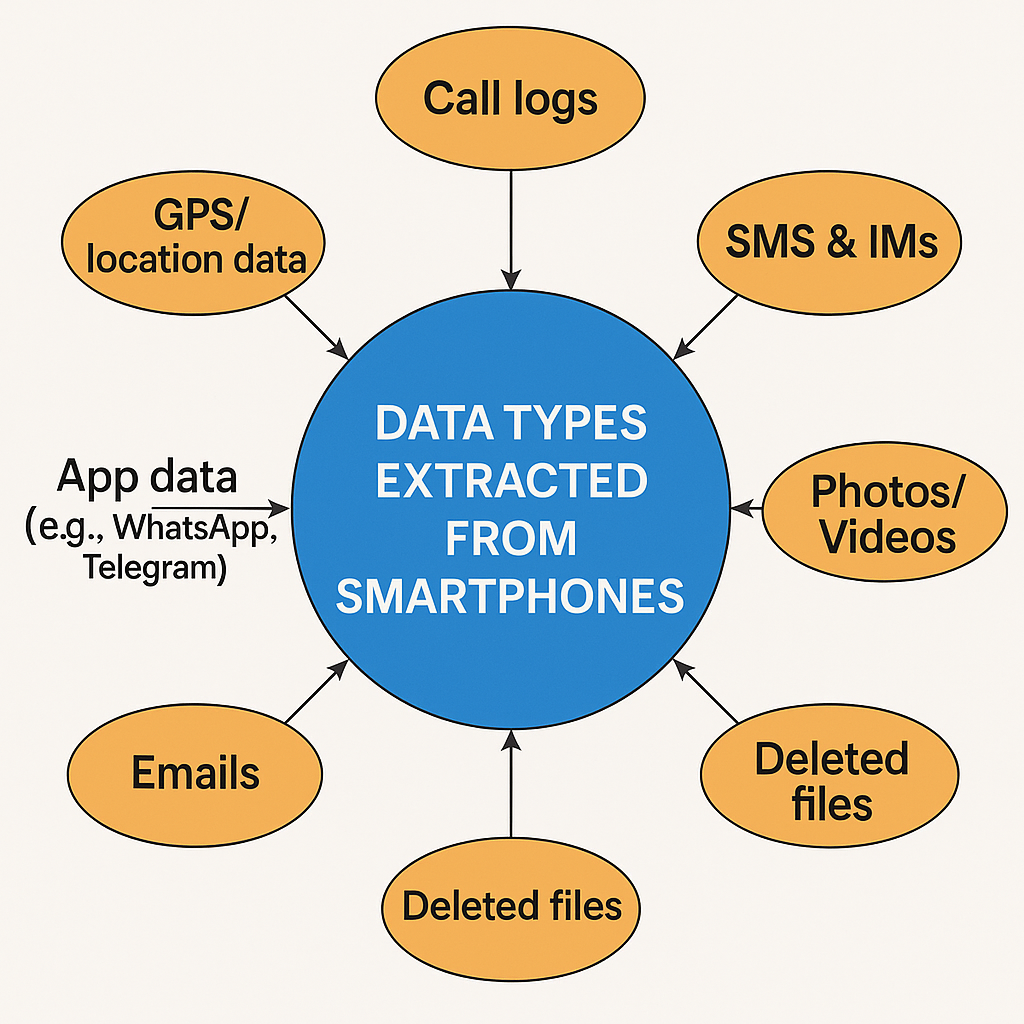 Call logs
GPS/
location data
SMS & IMs
DATA TYPES
EXTRACTED
FROM
SMARTPHONES
App data
(e.g., WhatsApp,
Telegram)
Photos/
Videos
Emails
Deleted
files
Deleted files